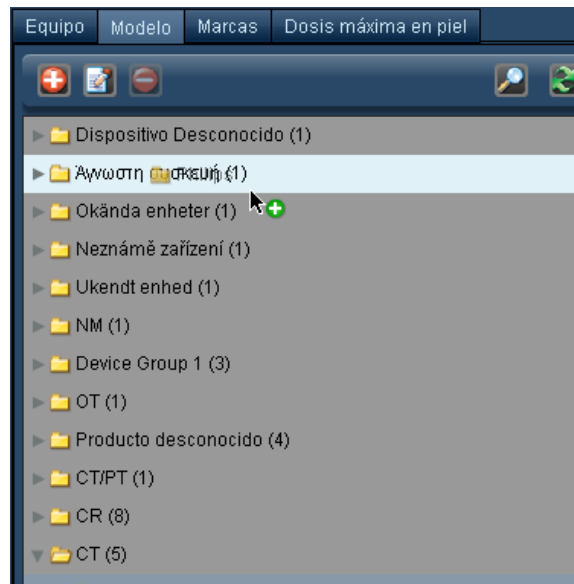 Equipo Modelo Marcas Dosis máxima en piel
Dispositivo Desconocido (1)
Άγνωστη συσκευή (1)
Okända enheter (1)
Neznámě zařízení (1)
Ukendt enhed (1)
NM (1)
Device Group 1 (3)
OT (1)
Producto desconocido (4)
CT/PT (1)
CR (8)
CT (5)